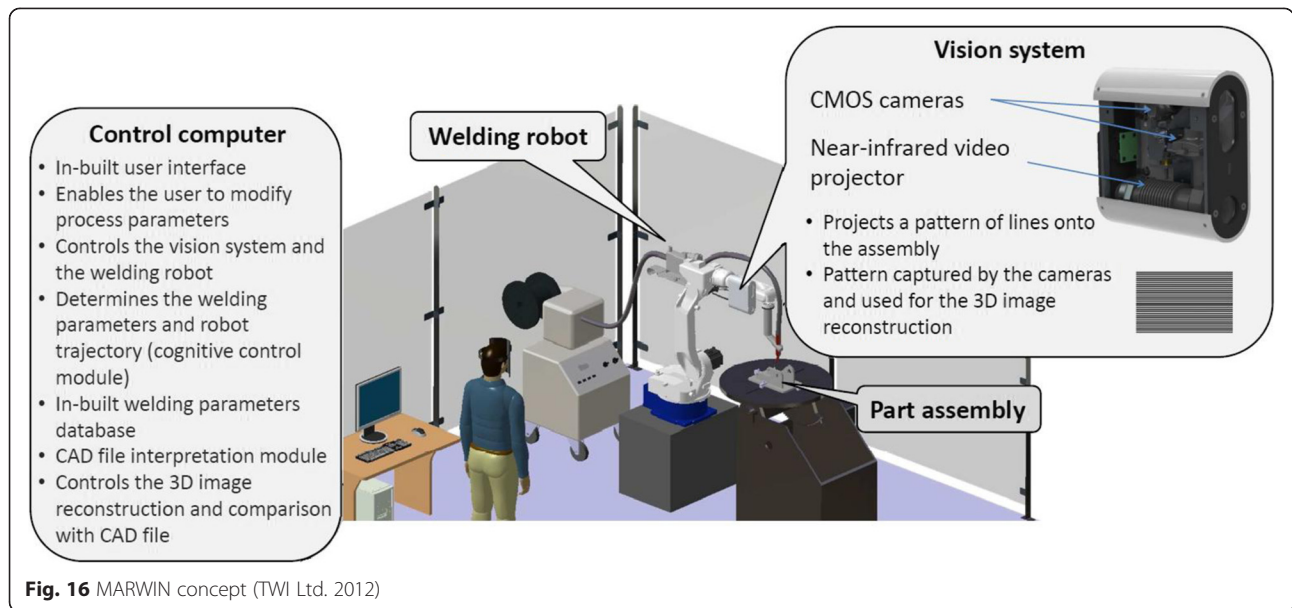 Control computer
• In-built user interface
• Enables the user to modify
process parameters
• Controls the vision system and
the welding robot
• Determines the welding
parameters and robot
trajectory (cognitive control
module)
• In-built welding parameters
database
• CAD file interpretation module
• Controls the 3D image
reconstruction and comparison
with CAD file
Welding robot
Vision system
CMOS cameras
Near-infrared video
projector
• Projects a pattern of lines onto
the assembly
• Pattern captured by the cameras
and used for the 3D image
reconstruction
Part assembly
Fig. 16 MARWIN concept (TWI Ltd. 2012)